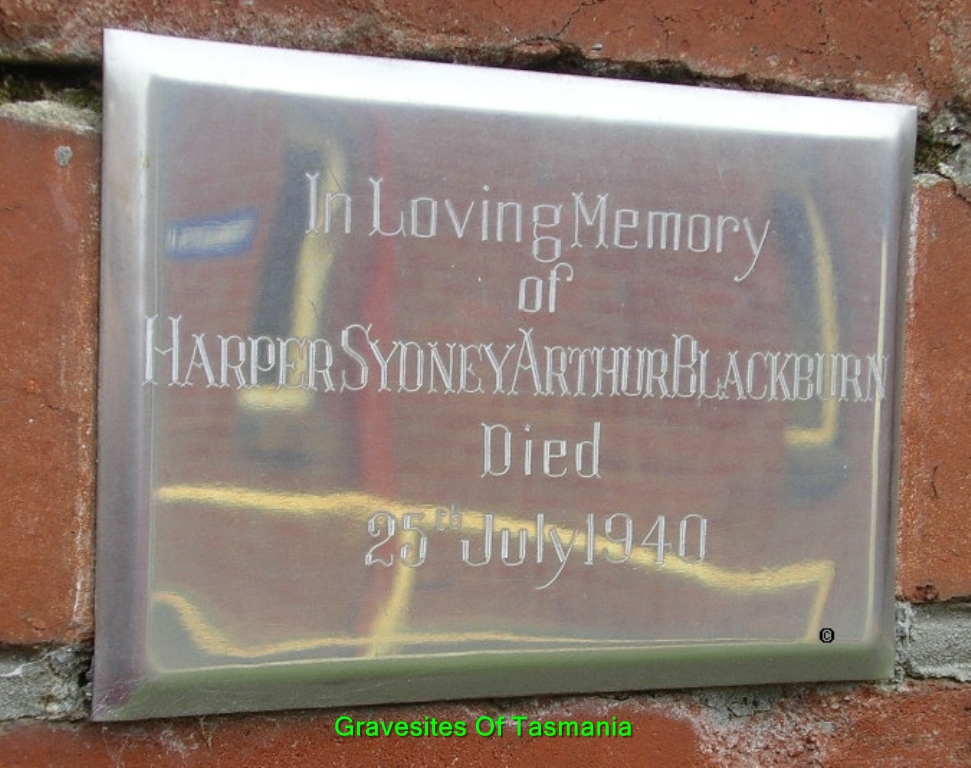 In Loving Memory
of
HARPER SYDNEY ARTHUR BLACKBURN
Died
25th July 1940
©
Gravesites Of Tasmania